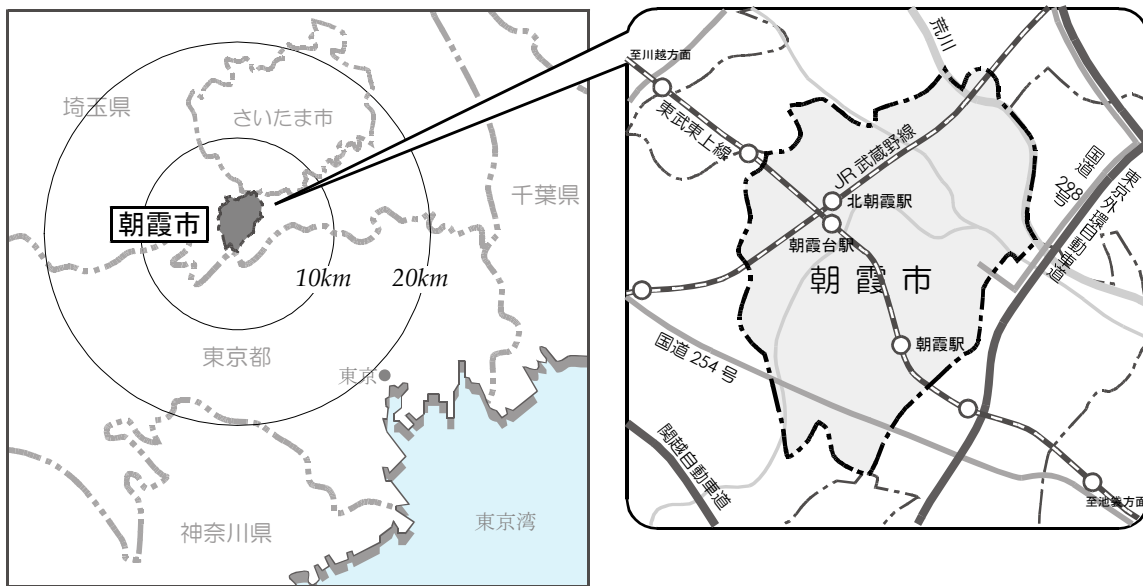 埼玉県
さいたま市
千葉県
朝霞市
10km
20km
東京都
東京
神奈川県
東京湾
至川越方面
荒川
東武東上線
JR武蔵野線
国道298号
東京外環自動車道
北朝霞駅
朝霞台駅
朝霞市
国道254号
朝霞駅
関越自動車道
至池袋方面